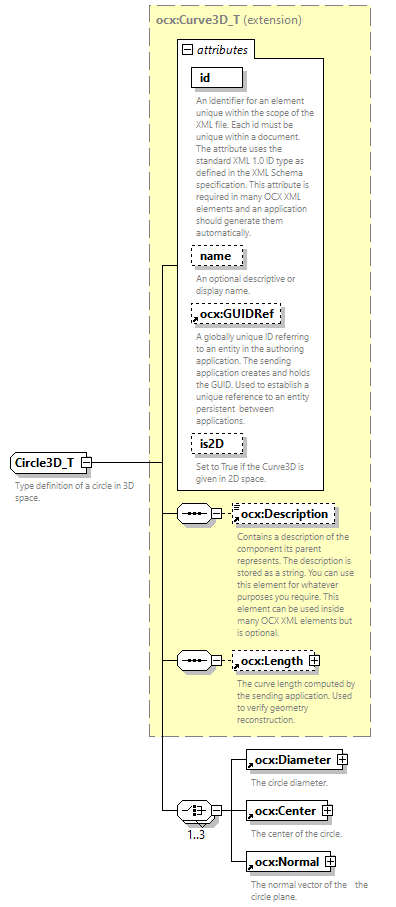 ocx:Curve3D_T (extension)
attributes
id
An identifier for an element
unique within the scope of the
XML file. Each id must be
unique within a document.
The attribute uses the
standard XML 1.0 ID type as
defined in the XML Schema
specification. This attribute is
required in many OCX XML
elements and an application
should generate them
automatically.
name
An optional descriptive or
display name.
ocx:GUIDRef
A globally unique ID referring
to an entity in the authoring
application. The sending
application creates and holds
the GUID. Used to establish a
unique reference to an entity
persistent between
applications.
is2D
Set to True if the Curve3D is
given in 2D space.
Circle3D_T
Type definition of a circle in 3D
space.
ocx:Description
Contains a description of the
component its parent
represents. The description is
stored as a string. You can use
this element for whatever
purposes you require. This
element can be used inside
many OCX XML elements but
is optional.
ocx:Length
The curve length computed by
the sending application. Used
to verify geometry
reconstruction.
ocx:Diameter
The circle diameter.
1..3
ocx:Center
The center of the circle.
ocx:Normal
The normal vector of the the
circle plane.